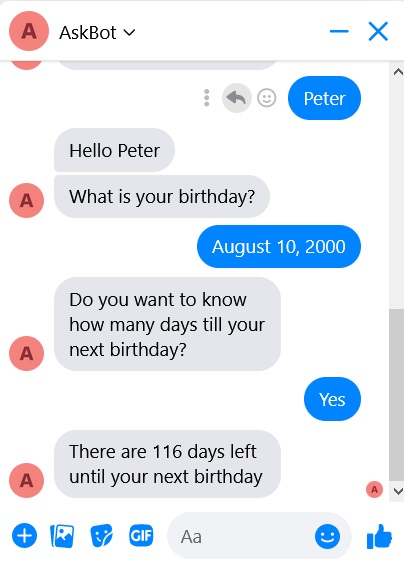 A AskBot
Peter
Hello Peter
What is your birthday?
A
August 10, 2000
Do you want to know
how many days till your
next birthday?
A
Yes
There are 116 days left
until your next birthday
A
A
GIF
Aa